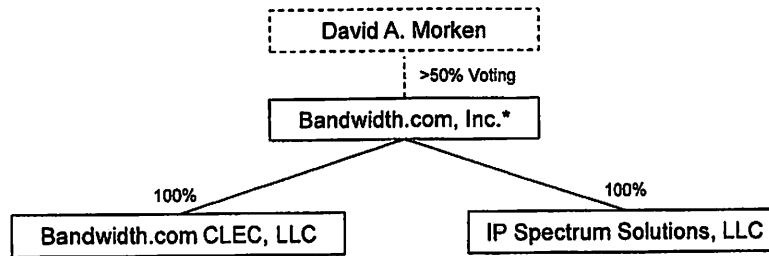 David A. Morken
>50% Voting
Bandwidth.com, Inc.*
100%
100%
Bandwidth.com CLEC, LLC
IP Spectrum Solutions, LLC